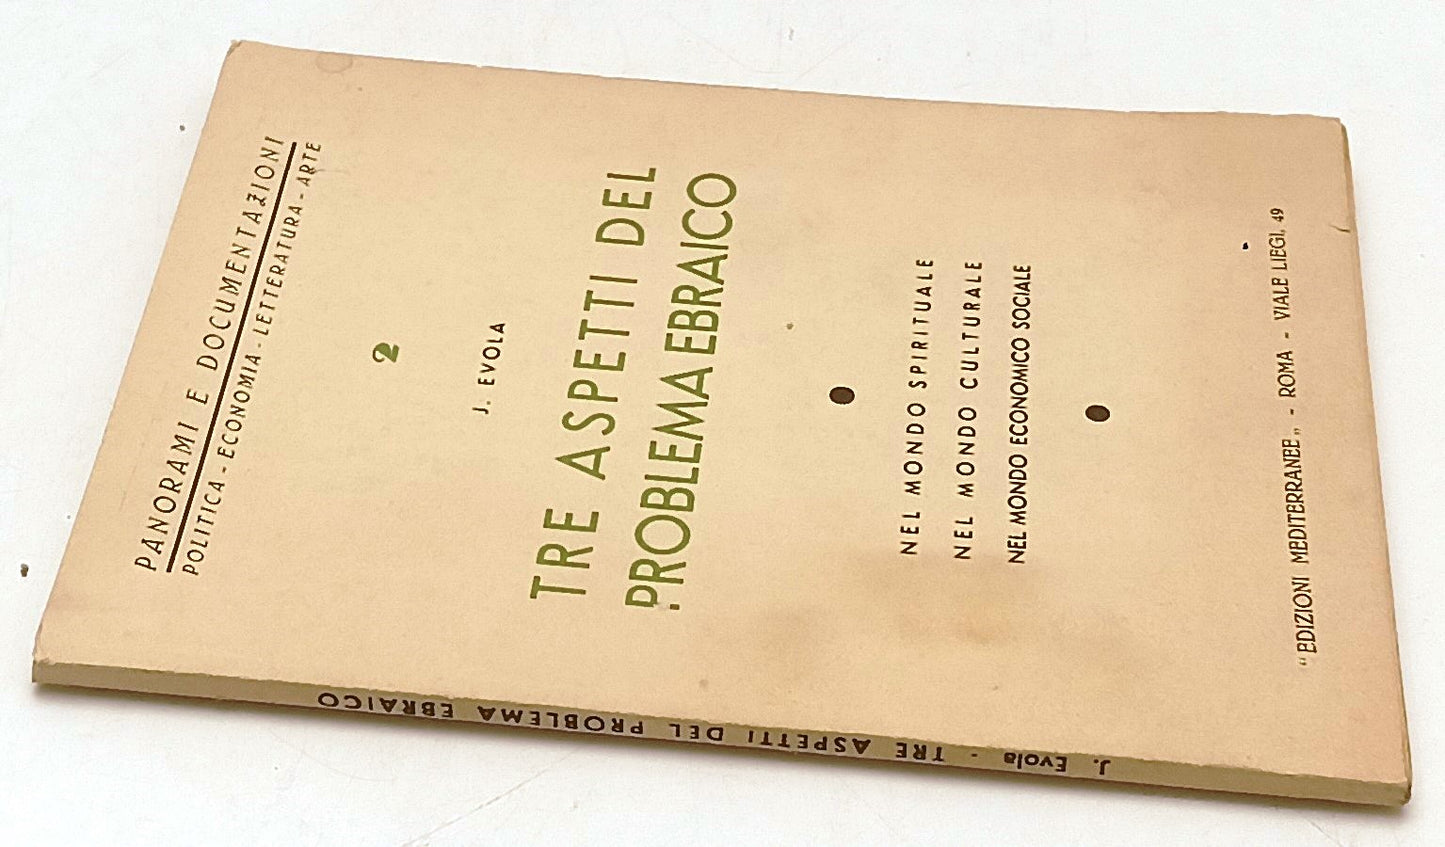 PANORAMI E DOCUMENTAZIONI
POLITICA - ECONOMIA - LETTERATURA - ARTE
2
J. EVOLA
TRE ASPETTI DEL
PROBLEMA EBRAICO
NEL MONDO SPIRITUALE
NEL MONDO CULTURALE
NEL MONDO ECONOMICO SOCIALE
"EDIZIONI MEDITERRANEE„ - ROMA - VIALE LIEGI, 49
J. Evola - TRE ASPETTI DEL PROBLEMA EBRAICO